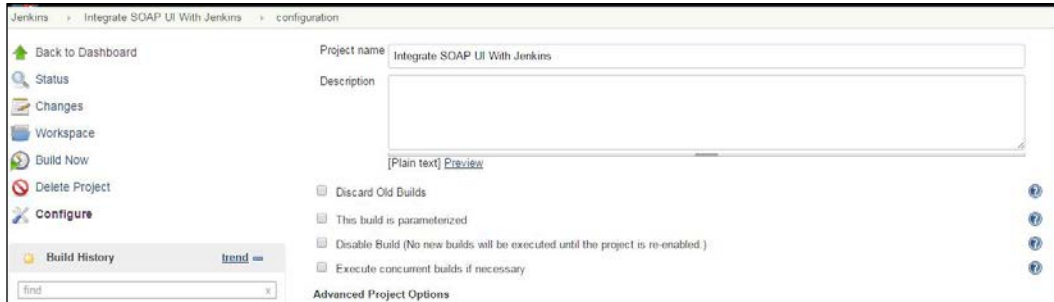 Jenkins › Integrate SOAP UI With Jenkins › configuration
Back to Dashboard
Status
Changes
Workspace
Build Now
Delete Project
Configure
Build History trend
find x
Project name Integrate SOAP UI With Jenkins
Description
[Plain text] Preview
Discard Old Builds
This build is parameterized
Disable Build (No new builds will be executed until the project is re-enabled.)
Execute concurrent builds if necessary
Advanced Project Options